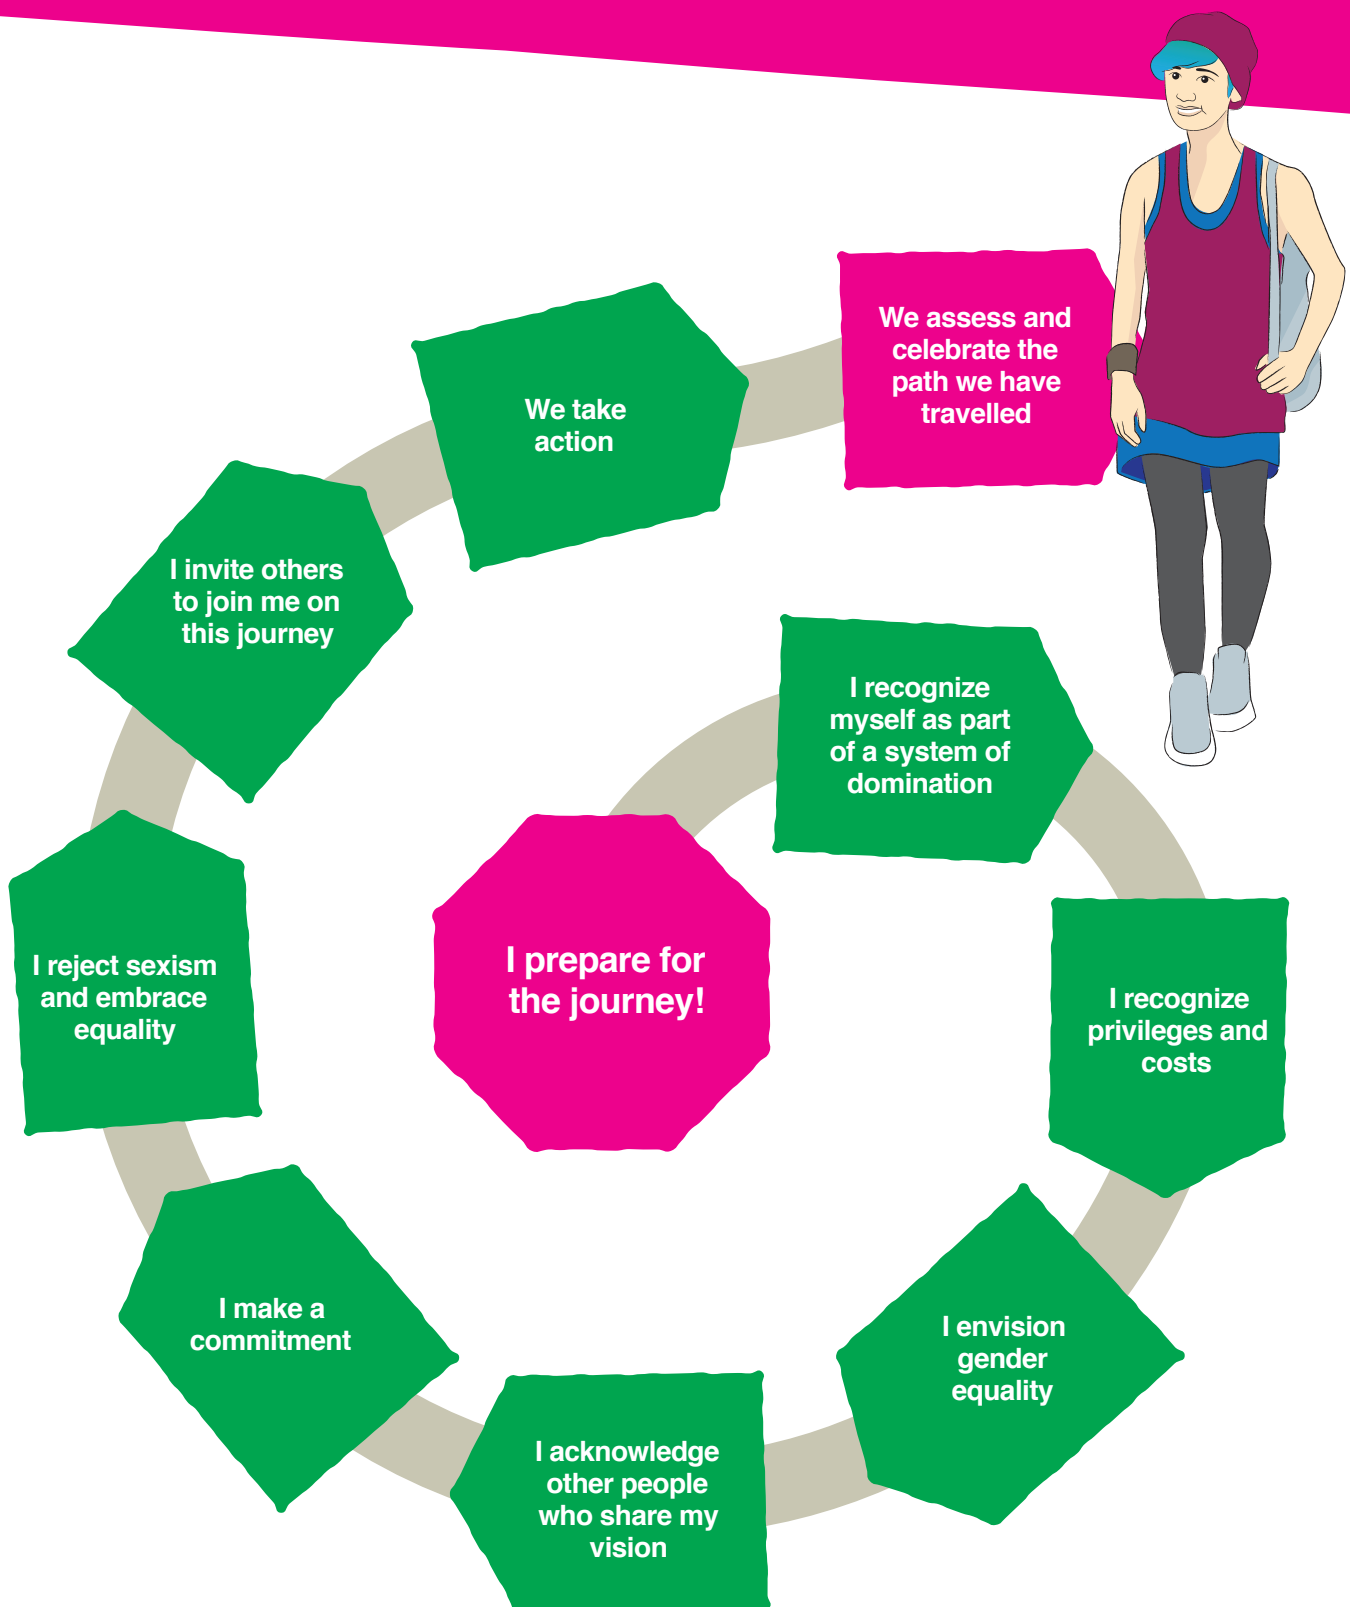 I prepare for
the journey!
I recognize
myself as part
of a system of
domination
I recognize
privileges and
costs
I envision
gender
equality
I acknowledge
other people
who share my
vision
I make a
commitment
I reject sexism
and embrace
equality
I invite others
to join me on
this journey
We take
action
We assess and
celebrate the
path we have
travelled